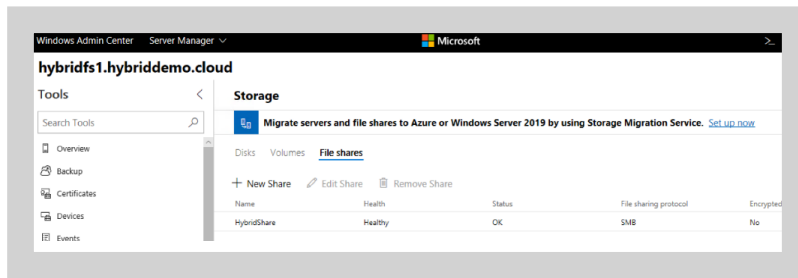 Windows Admin Center Server Manager Microsoft >_
hybridfs1.hybriddemo.cloud
Tools
Storage
Search Tools
Migrate servers and file shares to Azure or Windows Server 2019 by using Storage Migration Service. Set up now
Overview
Disks Volumes File shares
Backup
New Share Edit Share Remove Share
Certificates
Name Health Status File sharing protocol Encrypted
Devices
HybridShare Healthy OK SMB No
Events